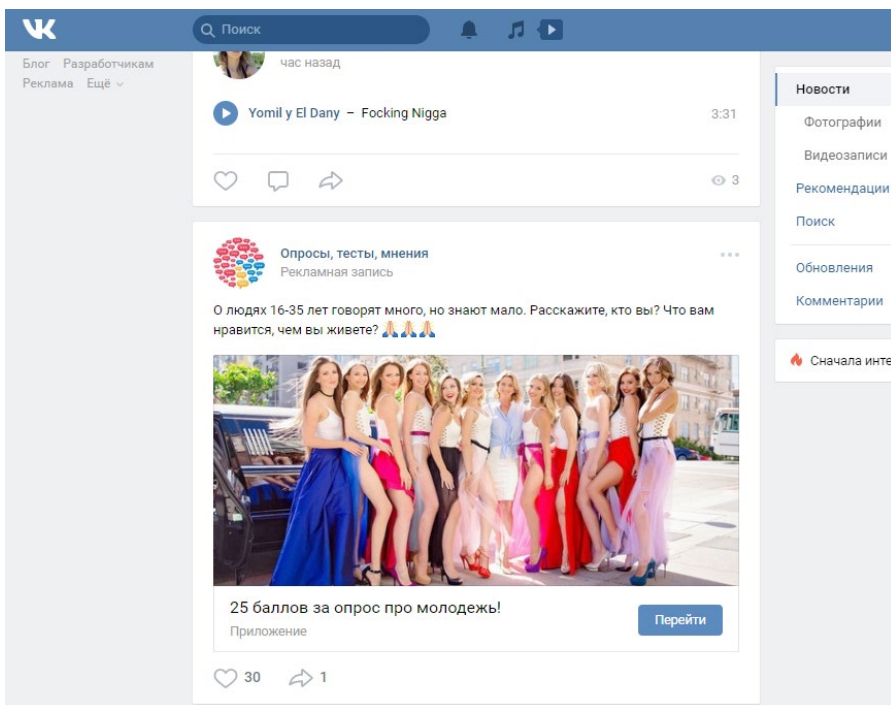 Поиск
Блог Разработчикам
Реклама Ещё
час назад
Yomil y El Dany – Focking Nigga 3:31
3
Опросы, тесты, мнения
Рекламная запись
О людях 16-35 лет говорят много, но знают мало. Расскажите, кто вы? Что вам
нравится, чем вы живете?
25 баллов за опрос про молодежь!
Приложение
Перейти
30 1
Новости
Фотографии
Видеозаписи
Рекомендации
Поиск
Обновления
Комментарии
Сначала инте